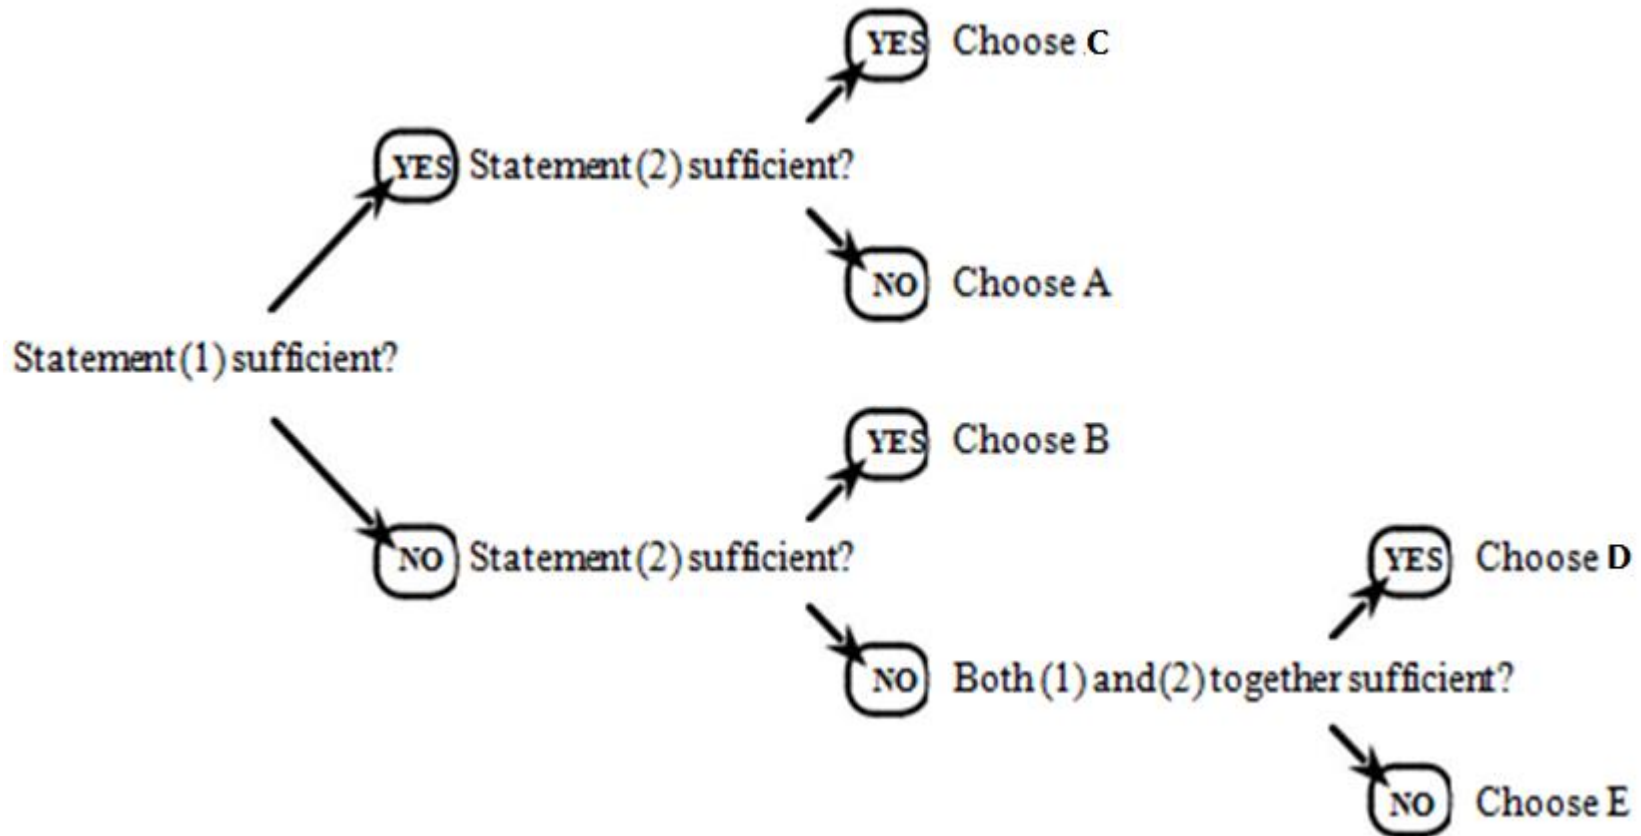 YES Choose C
YES Statement (2) sufficient?
NO Choose A
Statement (1) sufficient?
YES Choose B
NO Statement (2) sufficient?
YES Choose D
NO Both (1) and (2) together sufficient?
NO Choose E